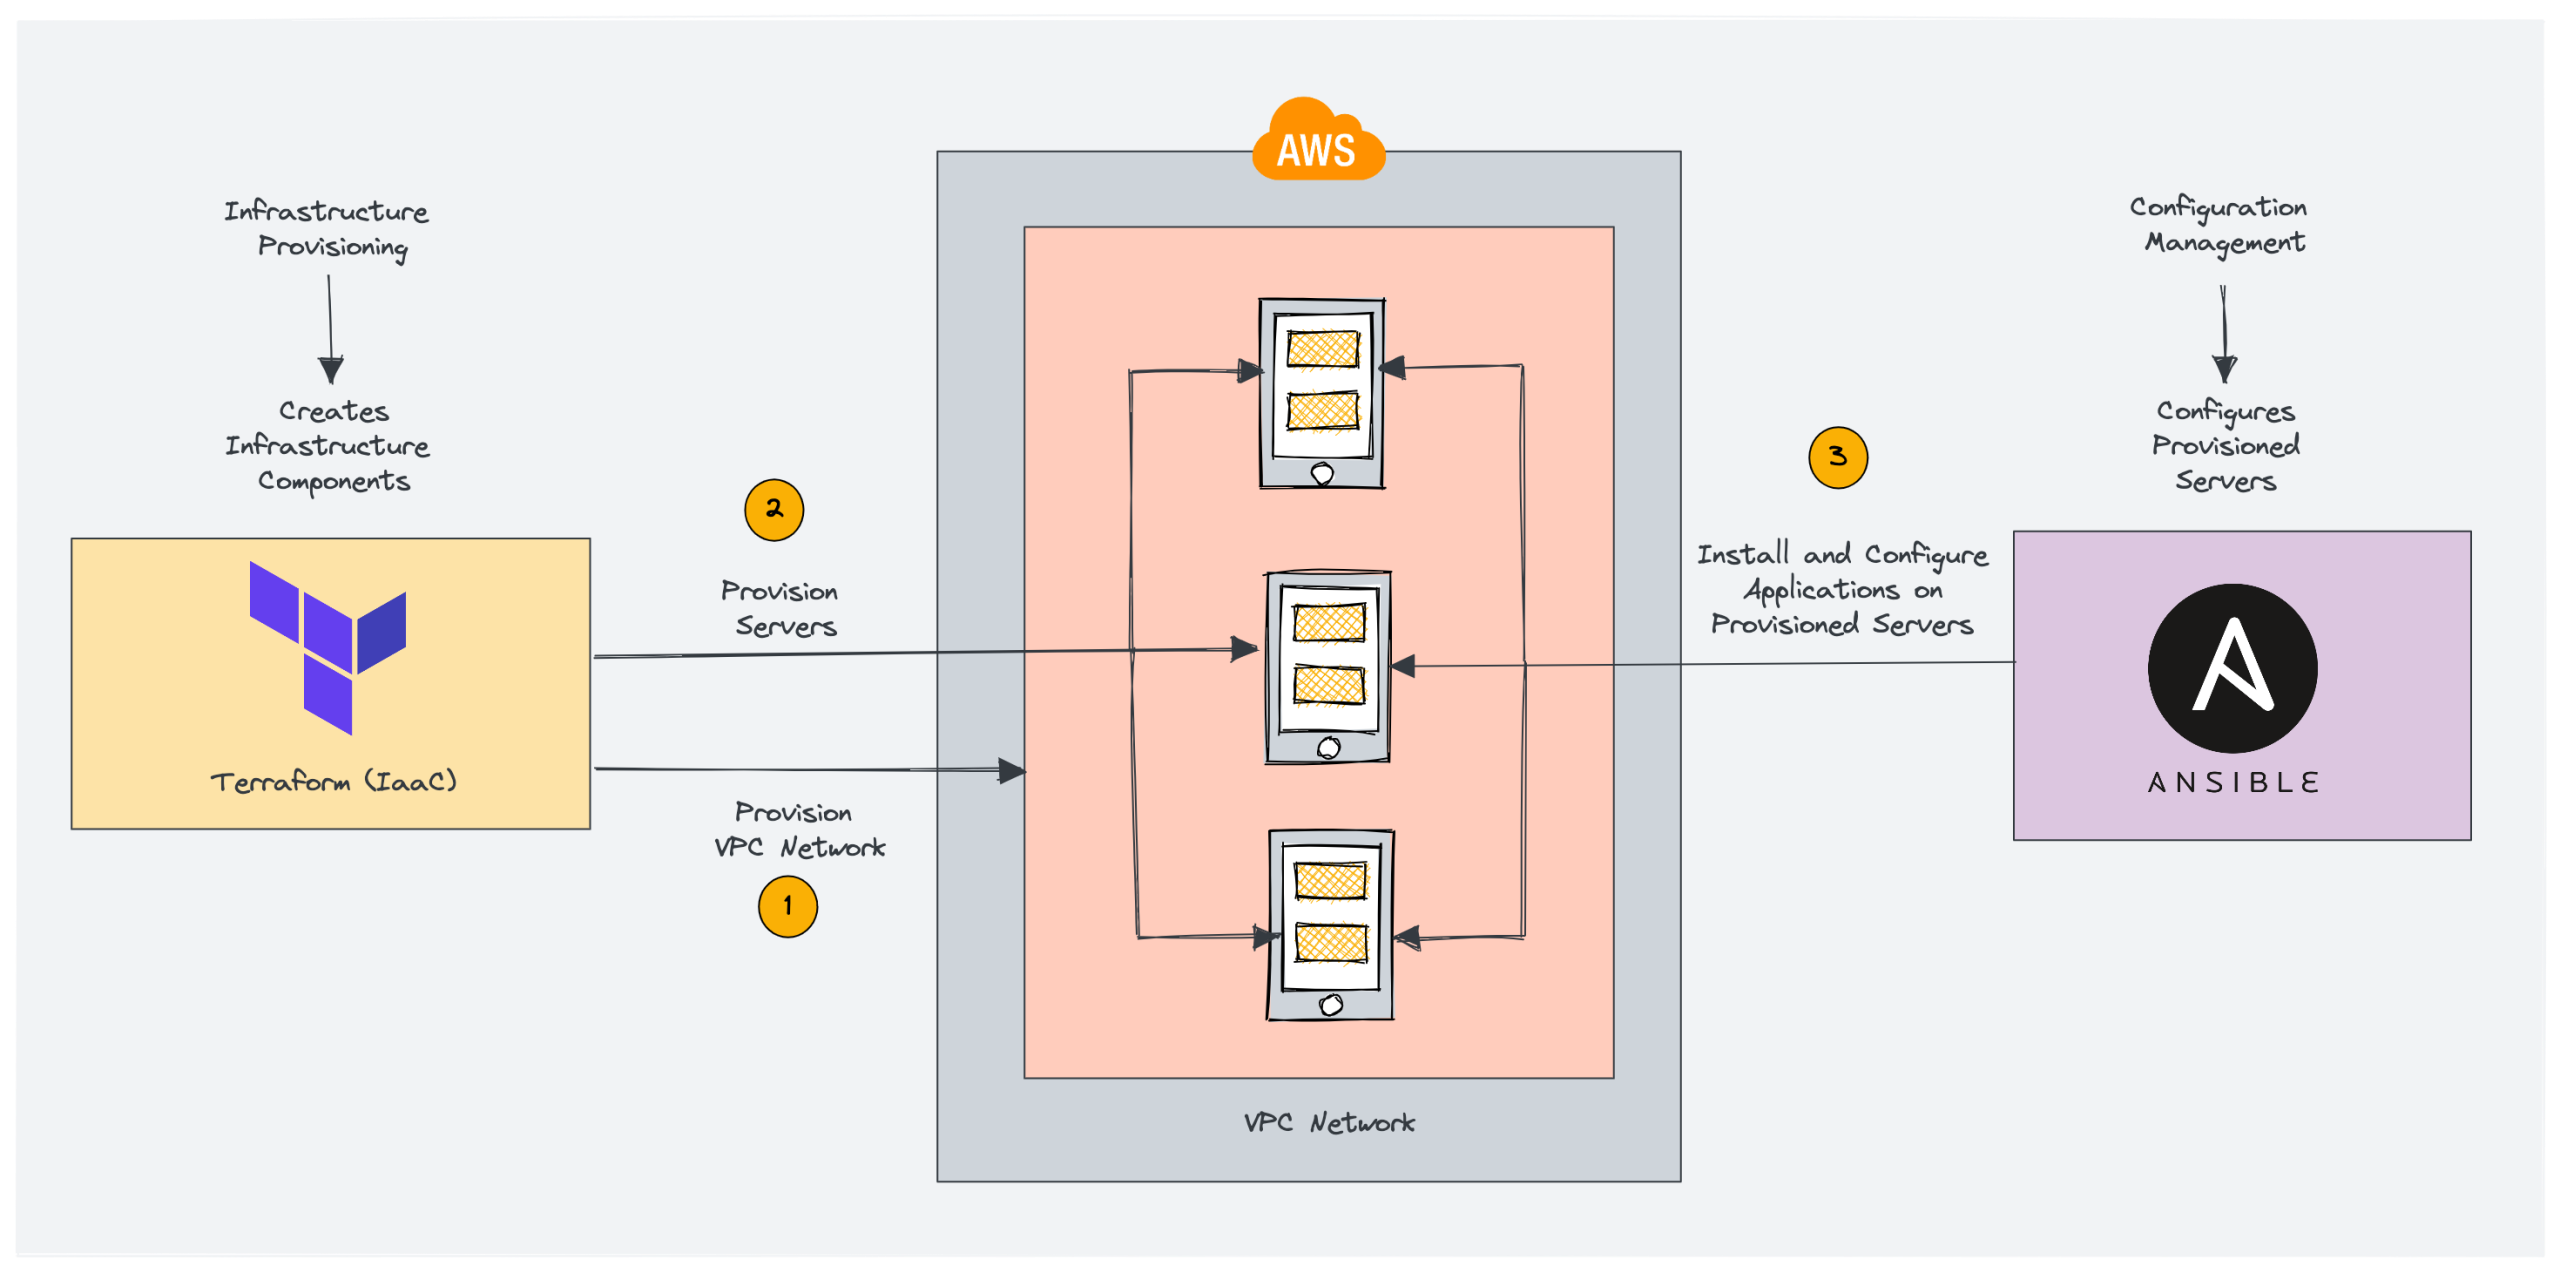 AWS
Infrastructure
Provisioning
Creates
Infrastructure
Components
Terraform (IaaC)
2
Provision
Servers
Provision
VPC Network
1
VPC Network
3
Install and Configure
Applications on
Provisioned Servers
Configuration
Management
Configures
Provisioned
Servers
ANSIBLE